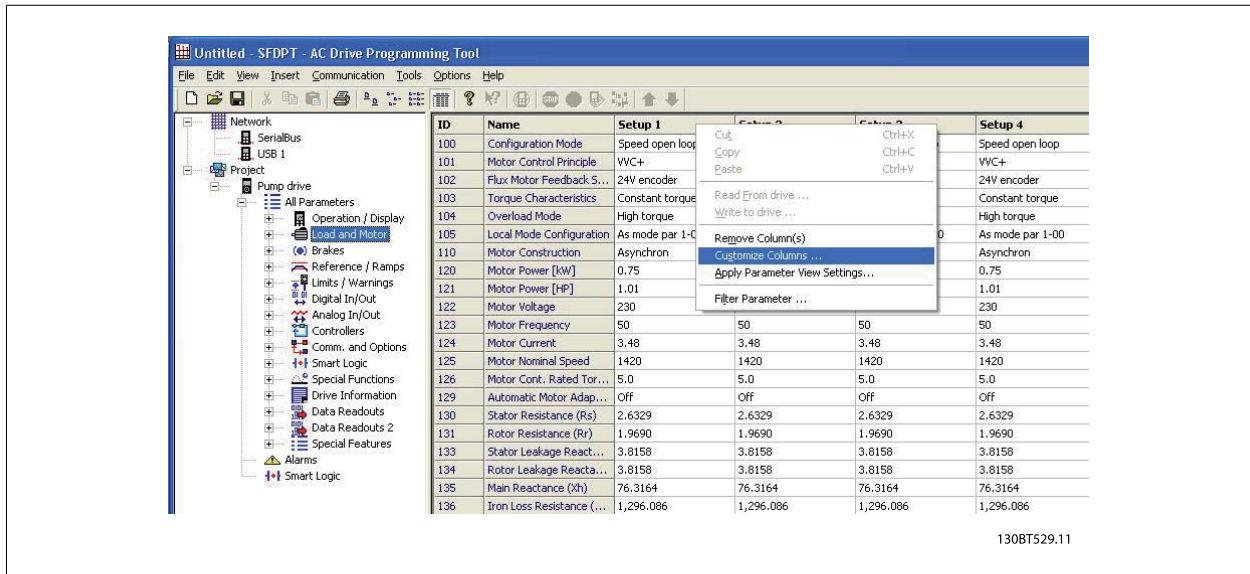 Untitled - SFDPT - AC Drive Programming Tool
File Edit View Insert Communication Tools Options Help
Network
SerialBus
USB 1
Project
Pump drive
All Parameters
Operation / Display
Load and Motor
Brakes
Reference / Ramps
Limits / Warnings
Digital In/Out
Analog In/Out
Controllers
Comm. and Options
Smart Logic
Special Functions
Drive Information
Data Readouts
Data Readouts 2
Special Features
Alarms
Smart Logic
ID Name Setup 1 Setup 2 Setup 3 Setup 4
100 Configuration Mode Speed open loop Speed open loop
101 Motor Control Principle VVC+ VVC+
102 Flux Motor Feedback S... 24V encoder 24V encoder
103 Torque Characteristics Constant torque Constant torque
104 Overload Mode High torque High torque
105 Local Mode Configuration As mode par 1-0 0 As mode par 1-00
110 Motor Construction Asynchron Asynchron
120 Motor Power [kW] 0.75 0.75
121 Motor Power [HP] 1.01 1.01
122 Motor Voltage 230 230
123 Motor Frequency 50 50 50 50
124 Motor Current 3.48 3.48 3.48 3.48
125 Motor Nominal Speed 1420 1420 1420 1420
126 Motor Cont. Rated Tor... 5.0 5.0 5.0 5.0
129 Automatic Motor Adap... Off Off Off Off
130 Stator Resistance (Rs) 2.6329 2.6329 2.6329 2.6329
131 Rotor Resistance (Rr) 1.9690 1.9690 1.9690 1.9690
133 Stator Leakage React... 3.8158 3.8158 3.8158 3.8158
134 Rotor Leakage Reacta... 3.8158 3.8158 3.8158 3.8158
135 Main Reactance (Xh) 76.3164 76.3164 76.3164 76.3164
136 Iron Loss Resistance (... 1,296.086 1,296.086 1,296.086 1,296.086
Cut Ctrl+X
Copy Ctrl+C
Paste Ctrl+V
Read From drive ...
Write to drive ...
Remove Column(s)
Customize Columns ...
Apply Parameter View Settings...
Filter Parameter ...
130BT529.11